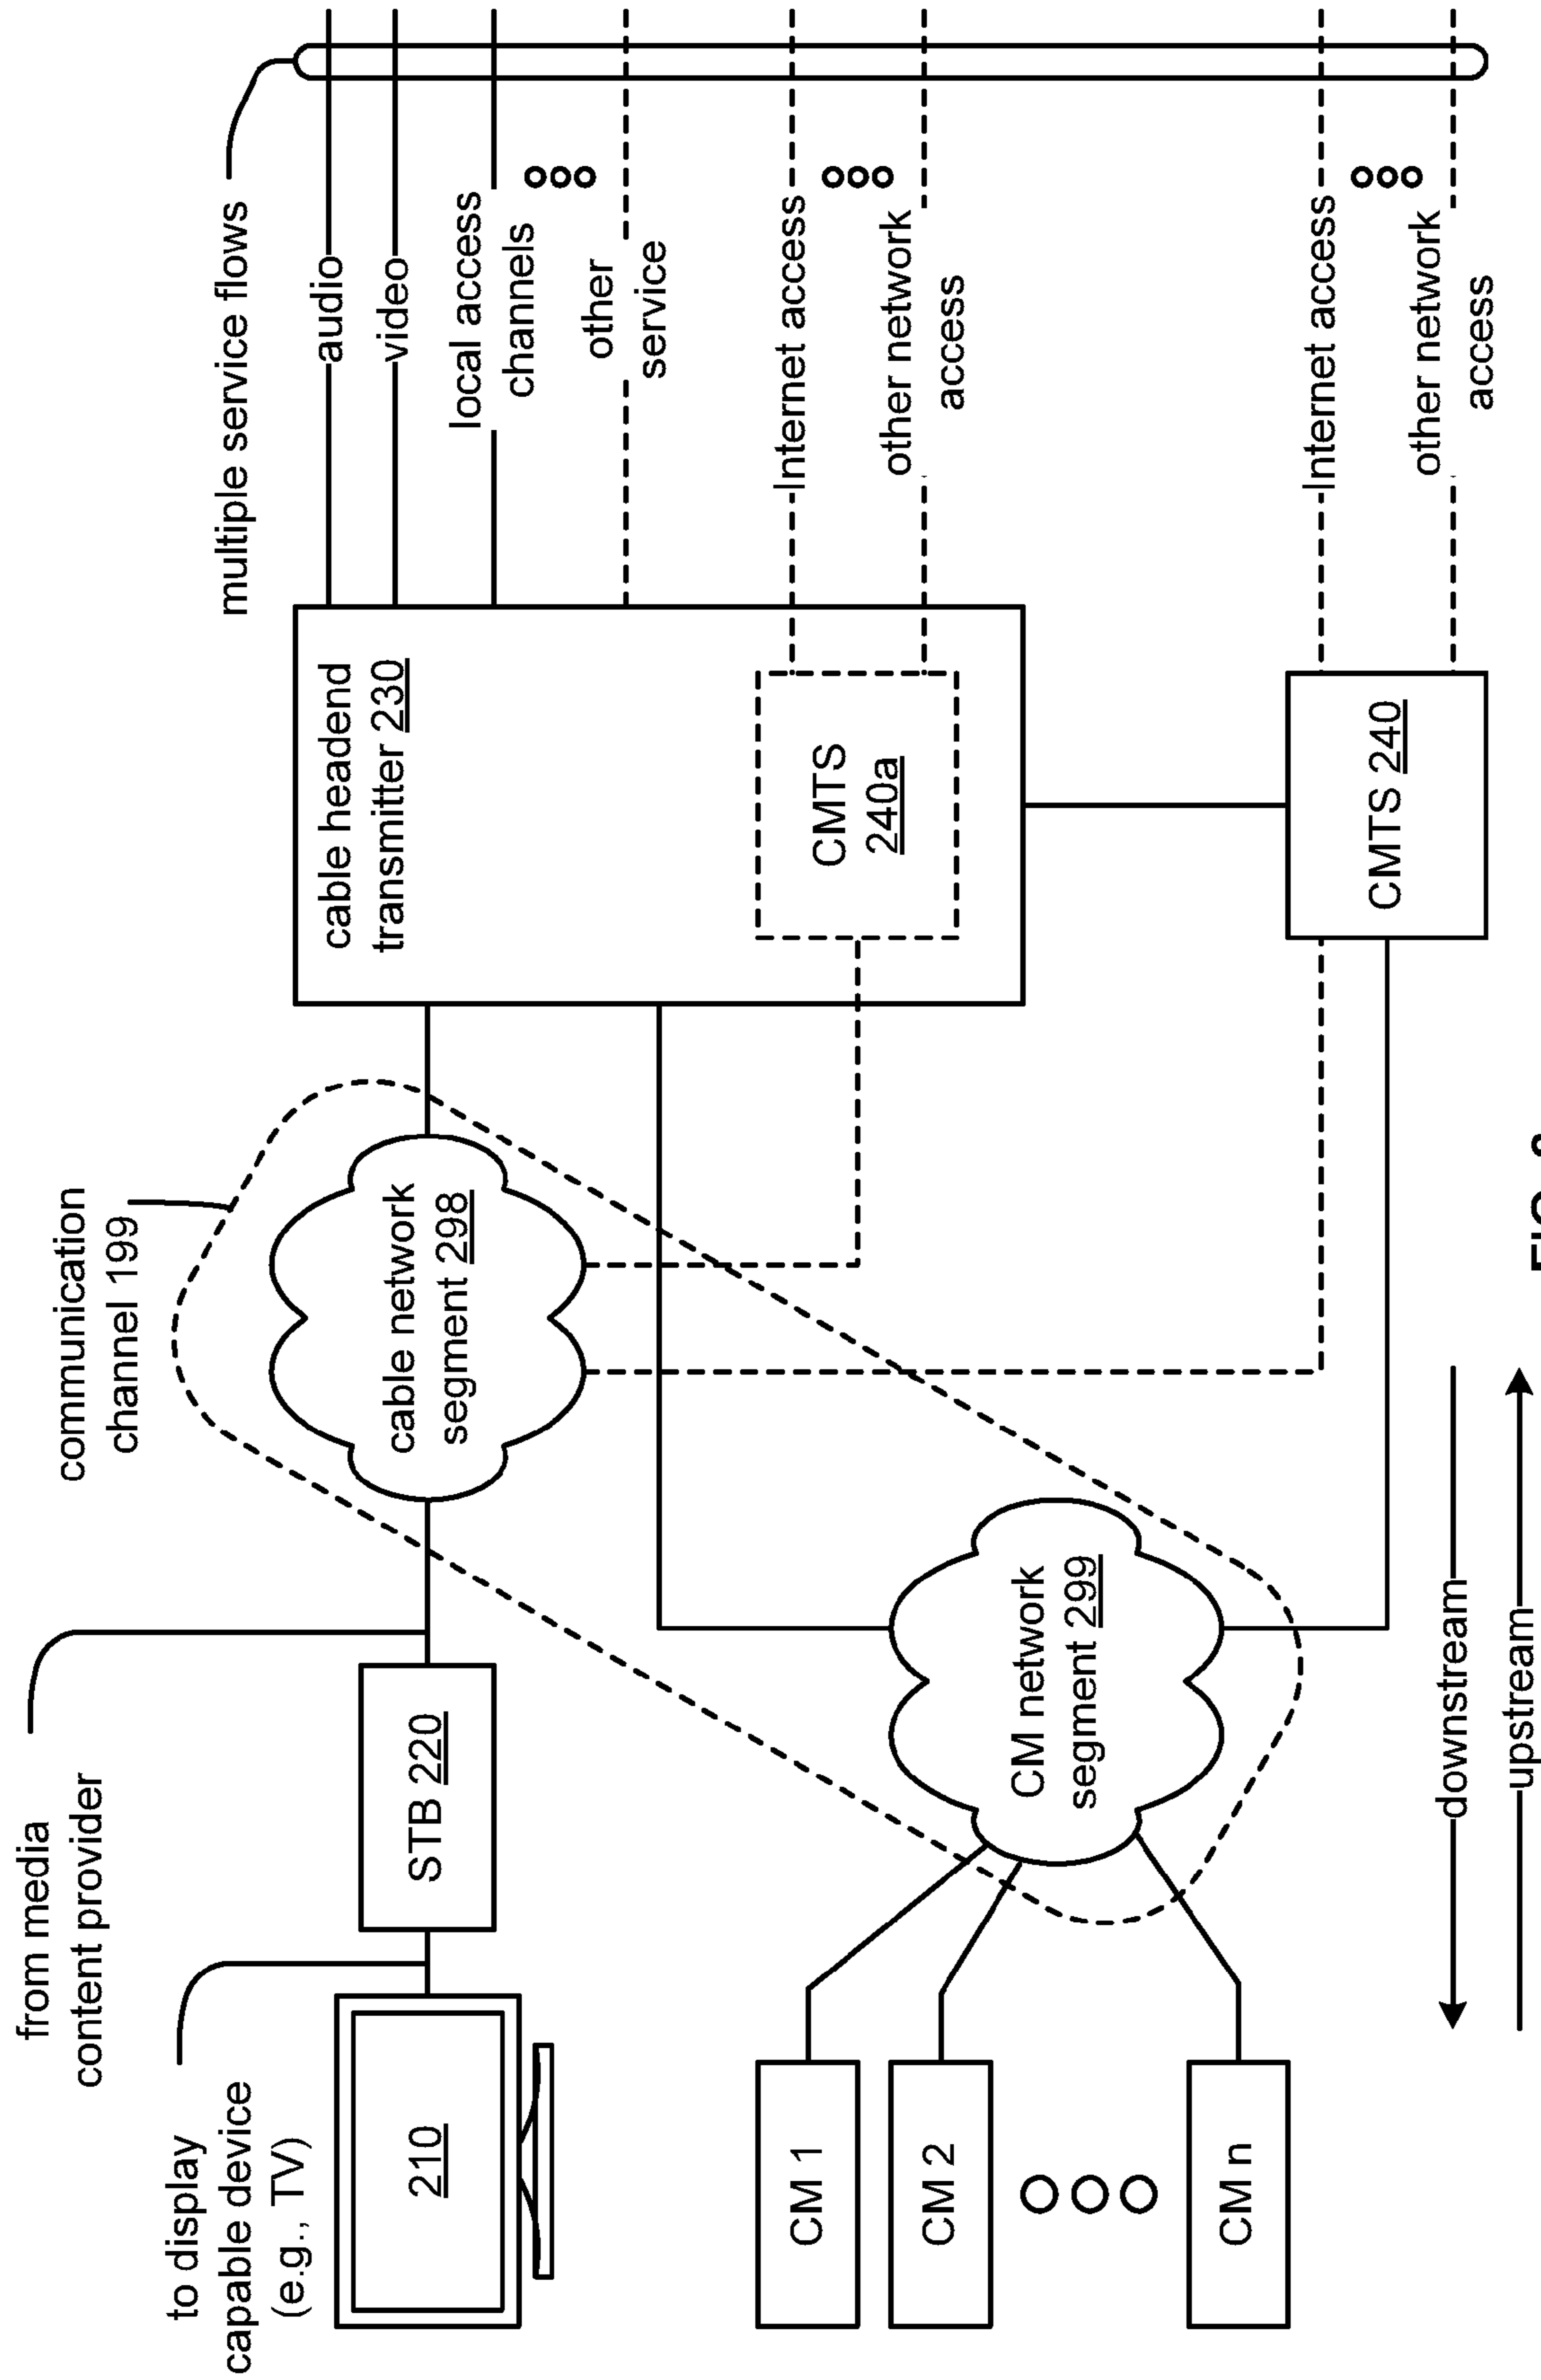 from media
content provider
to display
capable device
(e.g., TV)
210
STB 220
communication
channel 199
cable network
segment 298
cable headend
transmitter 230
CMTS
240a
multiple service flows
audio
video
local access
channels
other
service
Internet access
other network
access
CM 1
CM 2
CM n
CM network
segment 299
CMTS 240
Internet access
other network
access
downstream
upstream